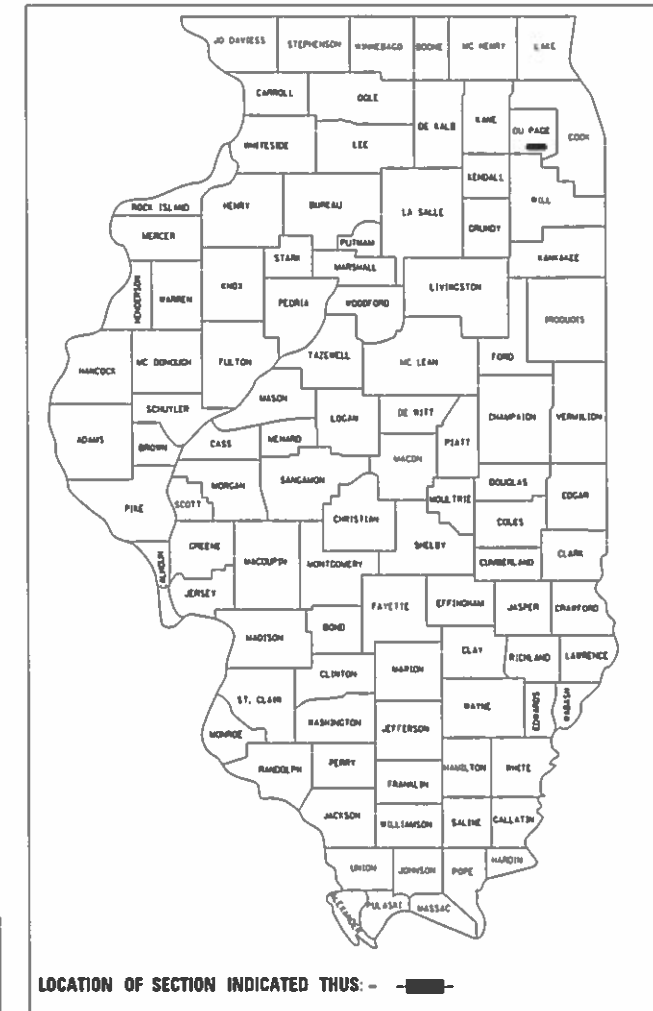 JO DAVIESS STEPHENSON WINNEBAGO BOONE MC HENRY LAKE
CARROLL OGLE DE KALB KANE DU PAGE COOK
WHITESIDE LEE
KENDALL WILL
ROCK ISLAND HENRY BUREAU LA SALLE
MERCER PUTNAM GRUNDY
STARK MARSHALL KANKAKEE
HENDERSON WARREN KNOX PEORIA WOODFORD LIVINGSTON IROQUOIS
HANCOCK MC DONOUGH FULTON TAZEWELL MC LEAN FORD
SCHUYLER MASON LOGAN DE WITT CHAMPAIGN VERMILION
ADAMS BROWN CASS MENARD MACON PIATT
PIKE SCOTT MORGAN SANGAMON MOULTRIE DOUGLAS EDGAR
CHRISTIAN COLES
CALHOUN GREENE MACOUPIN MONTGOMERY SHELBY CUMBERLAND CLARK
JERSEY FAYETTE EFFINGHAM JASPER CRAWFORD
MADISON BOND
CLINTON MARION CLAY RICHLAND LAWRENCE
ST. CLAIR WAYNE EDWARDS WABASH
MONROE WASHINGTON JEFFERSON
RANDOLPH PERRY FRANKLIN HAMILTON WHITE
JACKSON WILLIAMSON SALINE GALLATIN
UNION JOHNSON POPE HARDIN
ALEXANDER PULASKI MASSAC
LOCATION OF SECTION INDICATED THUS: -